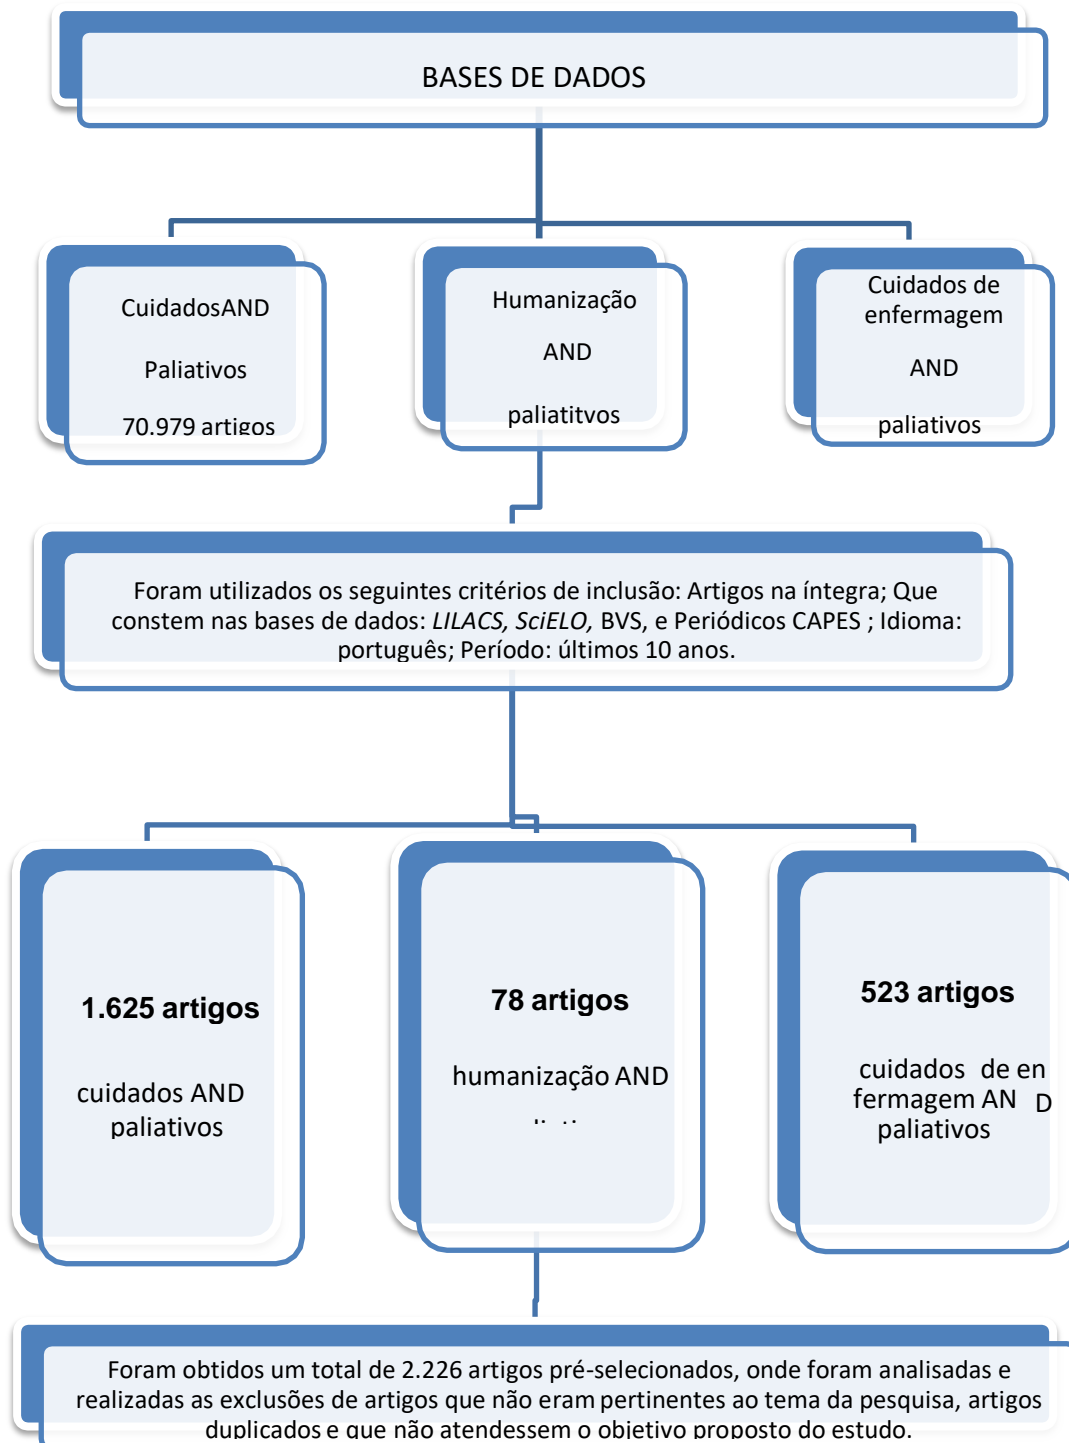 BASES DE DADOS
CuidadosAND
Paliativos
70.979 artigos
Humanização
AND
paliatitvos
Cuidados de
enfermagem
AND
paliativos
Foram utilizados os seguintes critérios de inclusão: Artigos na íntegra; Que
constem nas bases de dados: LILACS, SciELO, BVS, e Periódicos CAPES ; Idioma:
português; Período: últimos 10 anos.
1.625 artigos
cuidados AND
paliativos
78 artigos
humanização AND
523 artigos
cuidados de en
fermagem AN D
paliativos
Foram obtidos um total de 2.226 artigos pré-selecionados, onde foram analisadas e
realizadas as exclusões de artigos que não eram pertinentes ao tema da pesquisa, artigos
duplicados e que não atendessem o objetivo proposto do estudo.